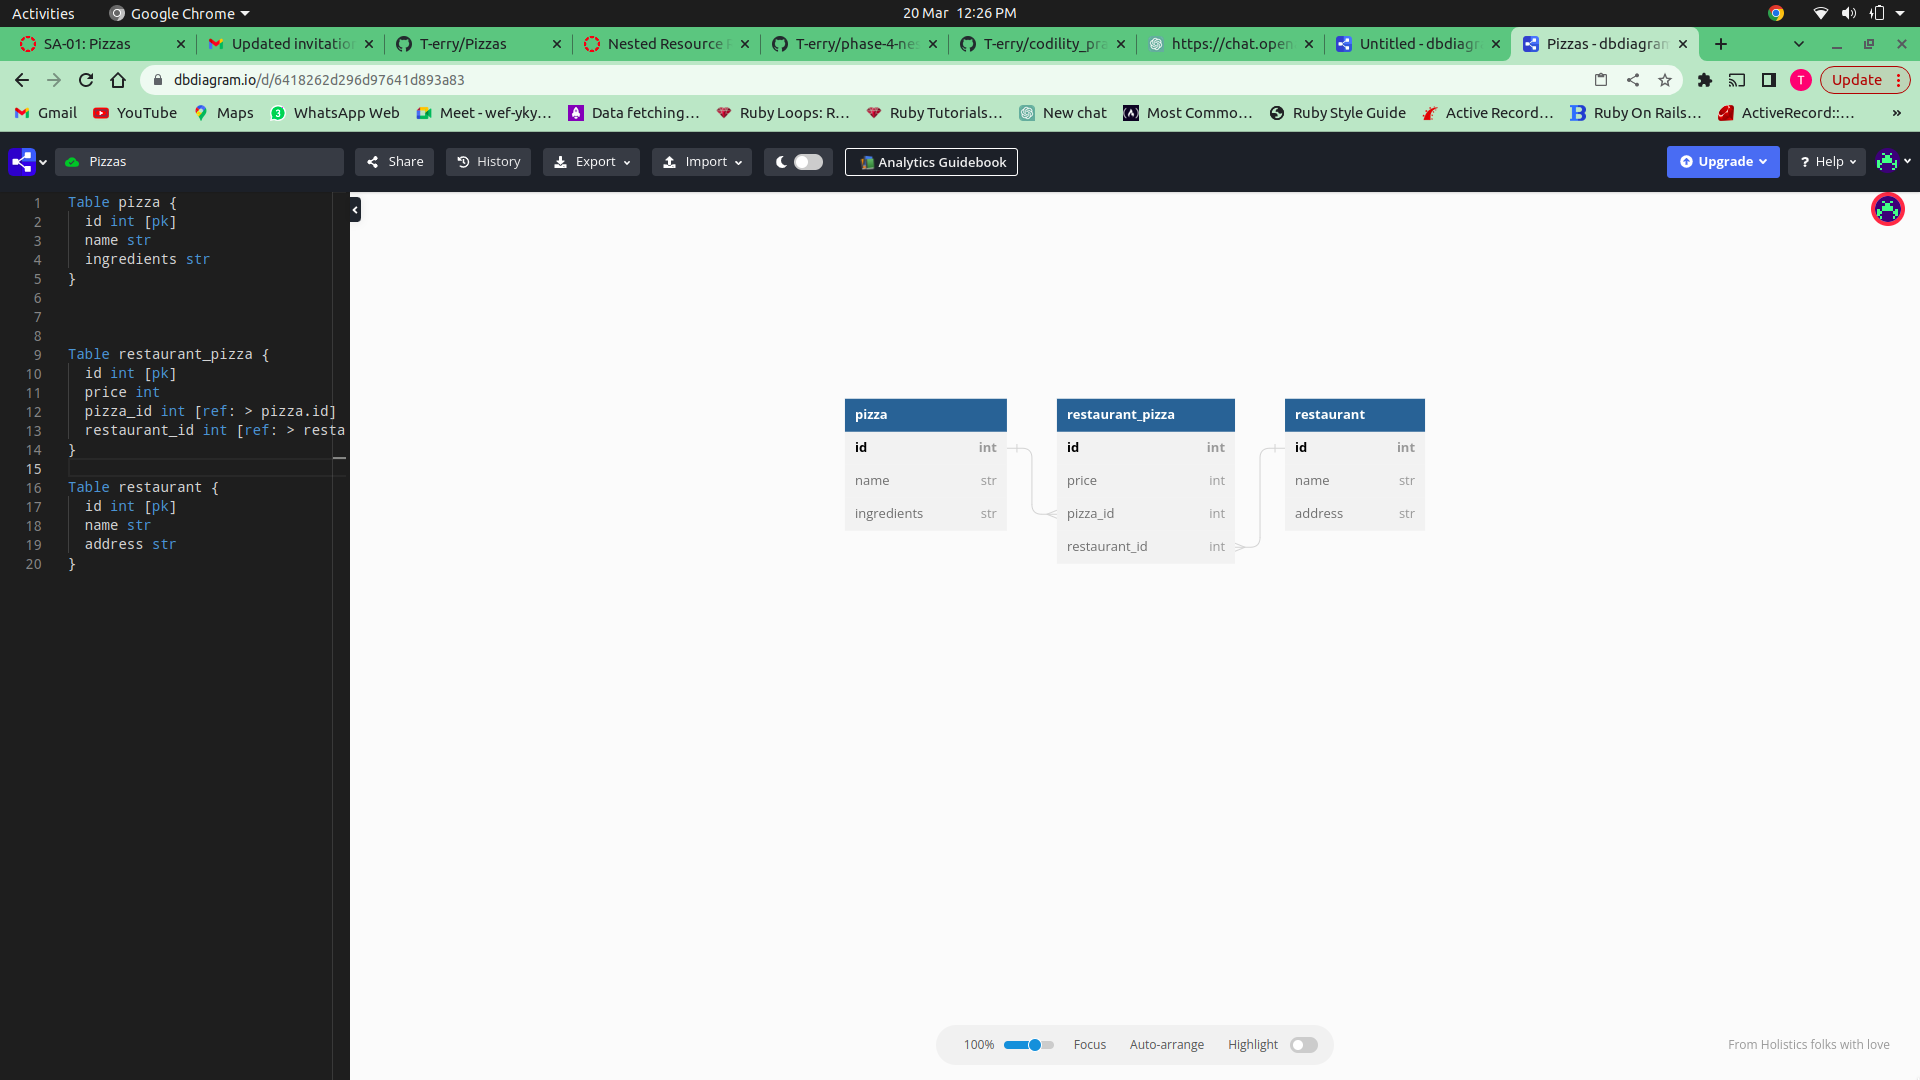 Activities Google Chrome 20 Mar 12:26 PM
SA-01: Pizzas Updated invitation T-erry/Pizzas Nested Resource T-erry/phase-4-nes T-erry/codility_pra https://chat.open Untitled - dbdiagr Pizzas - dbdiagram
dbdiagram.io/d/6418262d296d97641d893a83 T Update
Gmail YouTube Maps WhatsApp Web Meet - wef-yky... Data fetching... Ruby Loops: R... Ruby Tutorials... New chat Most Commo... Ruby Style Guide Active Record... Ruby On Rails... ActiveRecord::... »
Pizzas Share History Export Import Analytics Guidebook Upgrade ? Help
1 Table pizza {
2 id int [pk]
3 name str
4 ingredients str
5 }
6
7
8
9 Table restaurant_pizza {
10 id int [pk]
11 price int
12 pizza_id int [ref: > pizza.id]
13 restaurant_id int [ref: > resta
14 }
15
16 Table restaurant {
17 id int [pk]
18 name str
19 address str
20 }
pizza
id int
name str
ingredients str
restaurant_pizza
id int
price int
pizza_id int
restaurant_id int
restaurant
id int
name str
address str
100% Focus Auto-arrange Highlight
From Holistics folks with love